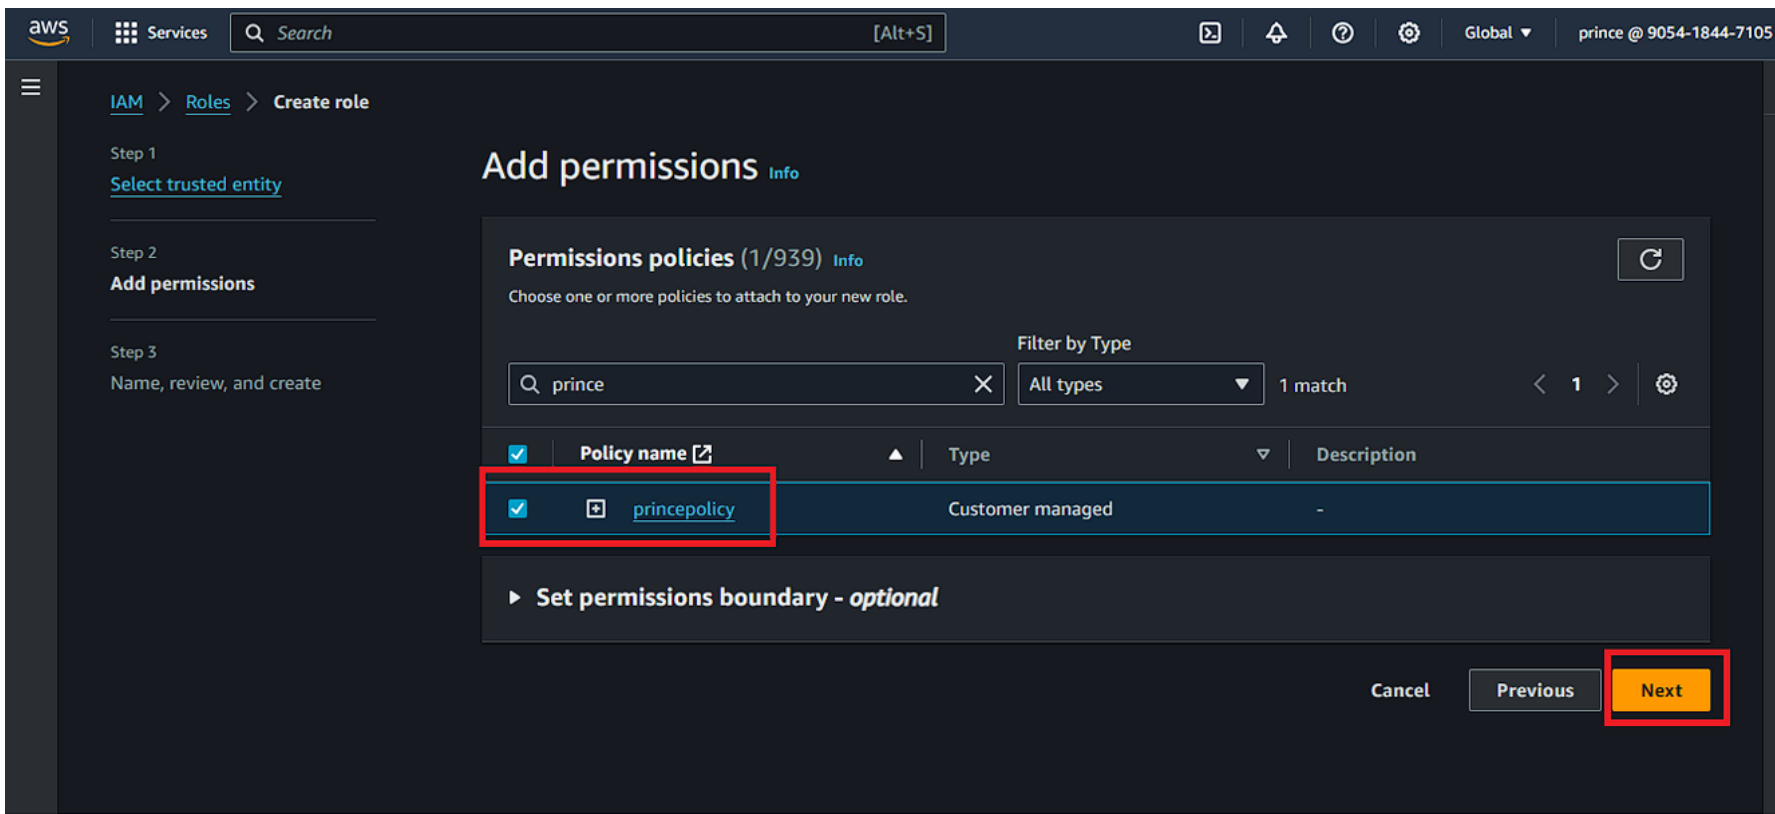 aws Services Search [Alt+S] Global prince @ 9054-1844-7105
IAM > Roles > Create role
Step 1
Select trusted entity
Step 2
Add permissions
Step 3
Name, review, and create
Add permissions Info
Permissions policies (1/939) Info
Choose one or more policies to attach to your new role.
Filter by Type
prince All types 1 match 1
Policy name Type Description
princepolicy Customer managed -
Set permissions boundary - optional
Cancel Previous Next